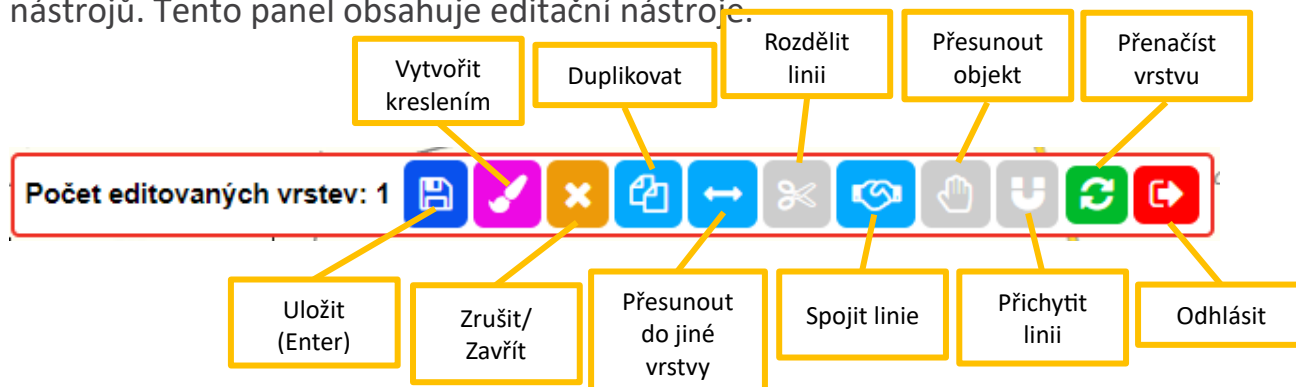 nástrojů. Tento panel obsahuje editační nástroje.
Vytvořit
kreslením
Duplikovat
Rozdělit
linii
Přesunout
objekt
Přenačíst
vrstvu
Počet editovaných vrstev: 1
Uložit
(Enter)
Zrušit/
Zavřít
Přesunout
do jiné
vrstvy
Spojit linie
Přichytit
linii
Odhlásit